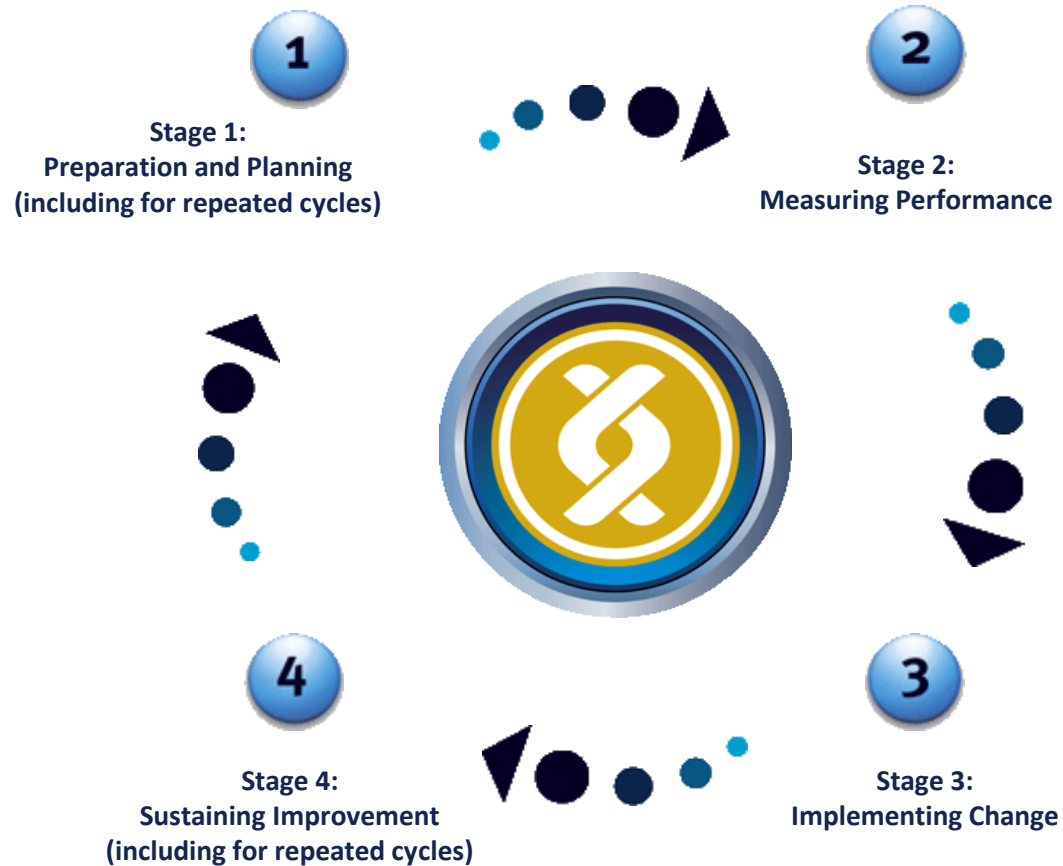 1
Stage 1:
Preparation and Planning
(including for repeated cycles)
2
Stage 2:
Measuring Performance
4
Stage 4:
Sustaining Improvement
(including for repeated cycles)
3
Stage 3:
Implementing Change